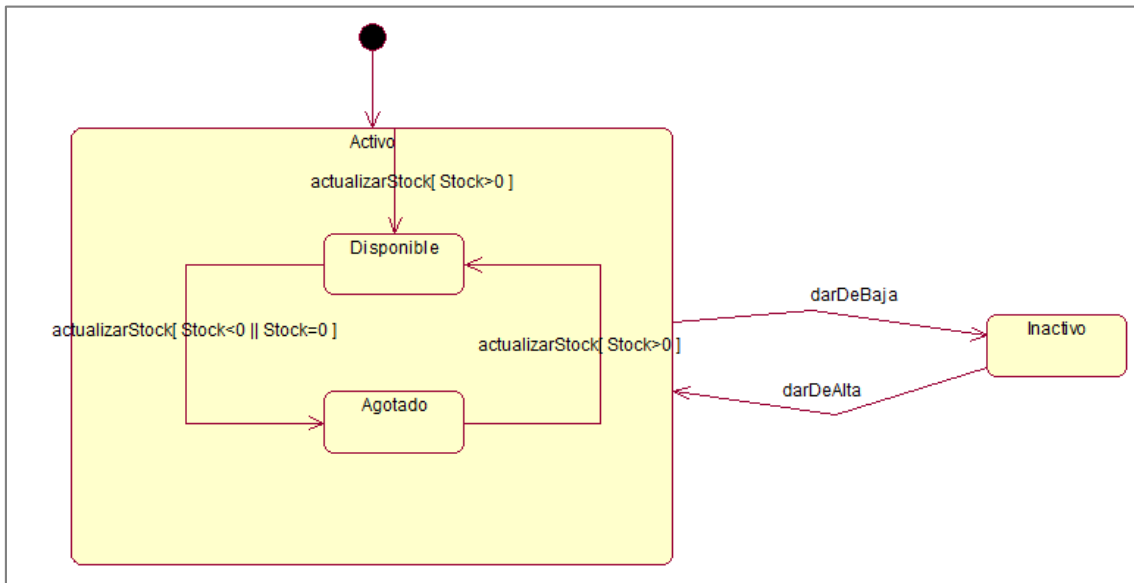 Activo
actualizarStock[ Stock>0 ]
Disponible
darDeBaja
actualizarStock[ Stock<0 || Stock=0 ]
actualizarStock[ Stock>0 ]
Inactivo
darDeAlta
Agotado